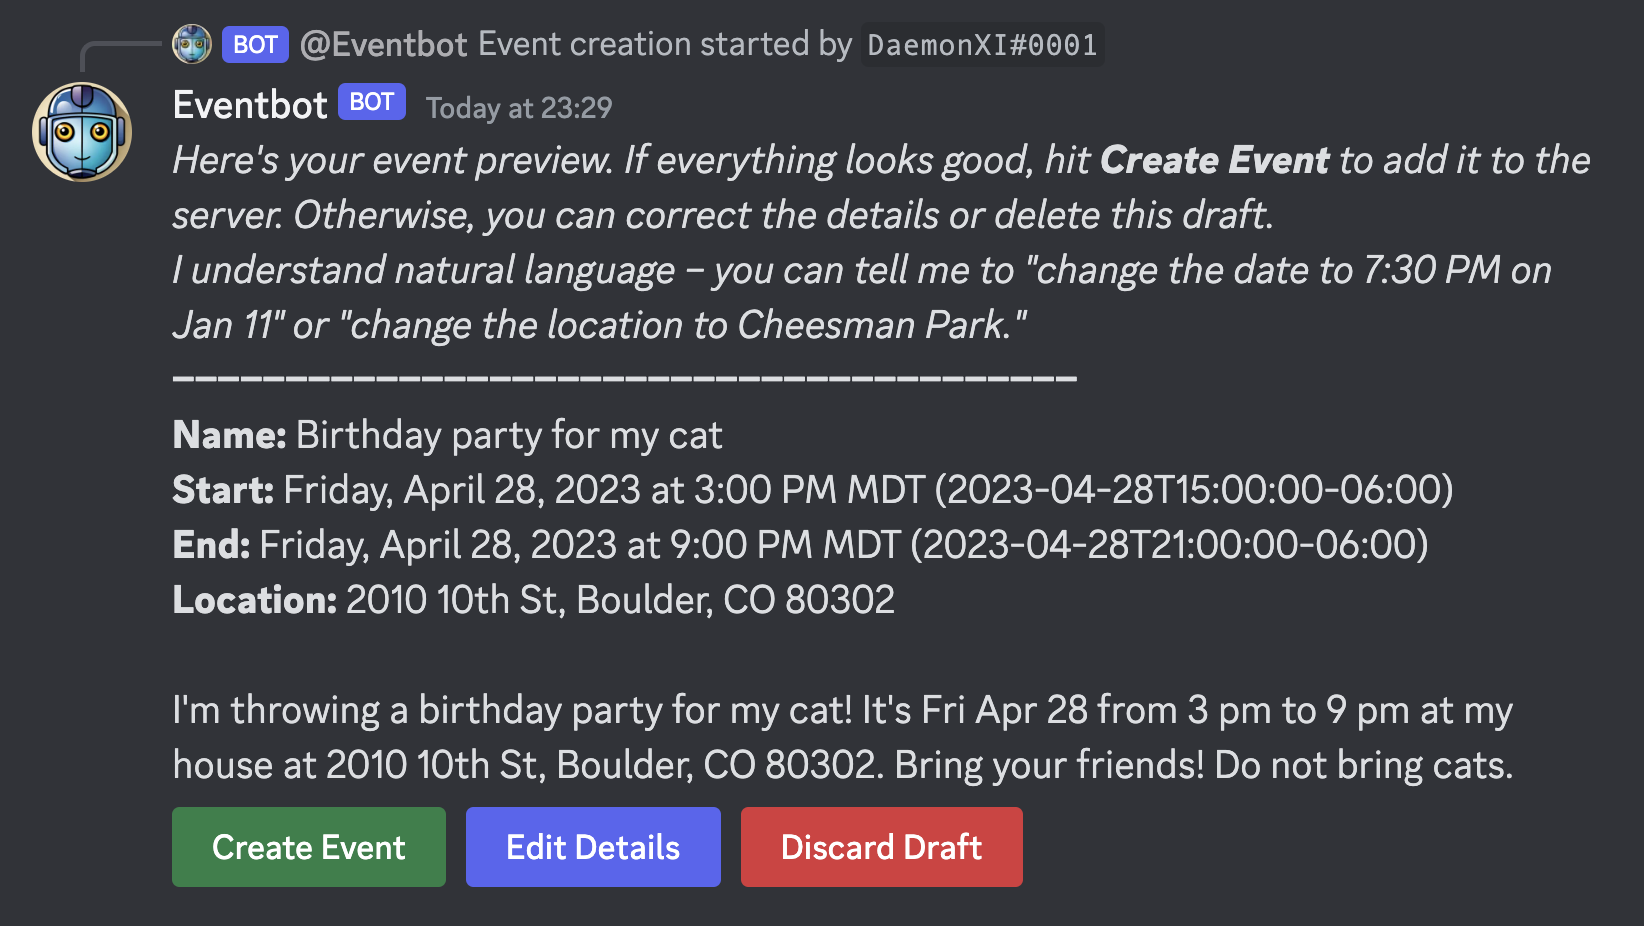 BOT @Eventbot Event creation started by DaemonXI#0001
Eventbot BOT Today at 23:29
Here's your event preview. If everything looks good, hit Create Event to add it to the
server. Otherwise, you can correct the details or delete this draft.
I understand natural language – you can tell me to "change the date to 7:30 PM on
Jan 11" or "change the location to Cheesman Park."
––––––––––––––––––––––––––––––––––––––––
Name: Birthday party for my cat
Start: Friday, April 28, 2023 at 3:00 PM MDT (2023-04-28T15:00:00-06:00)
End: Friday, April 28, 2023 at 9:00 PM MDT (2023-04-28T21:00:00-06:00)
Location: 2010 10th St, Boulder, CO 80302
I'm throwing a birthday party for my cat! It's Fri Apr 28 from 3 pm to 9 pm at my
house at 2010 10th St, Boulder, CO 80302. Bring your friends! Do not bring cats.
Create Event Edit Details Discard Draft